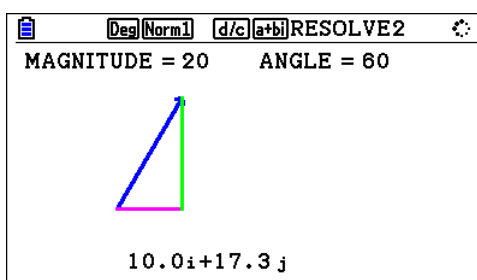 Deg Norm1 d/c a+bi RESOLVE2
MAGNITUDE = 20 ANGLE = 60
10.0i+17.3j